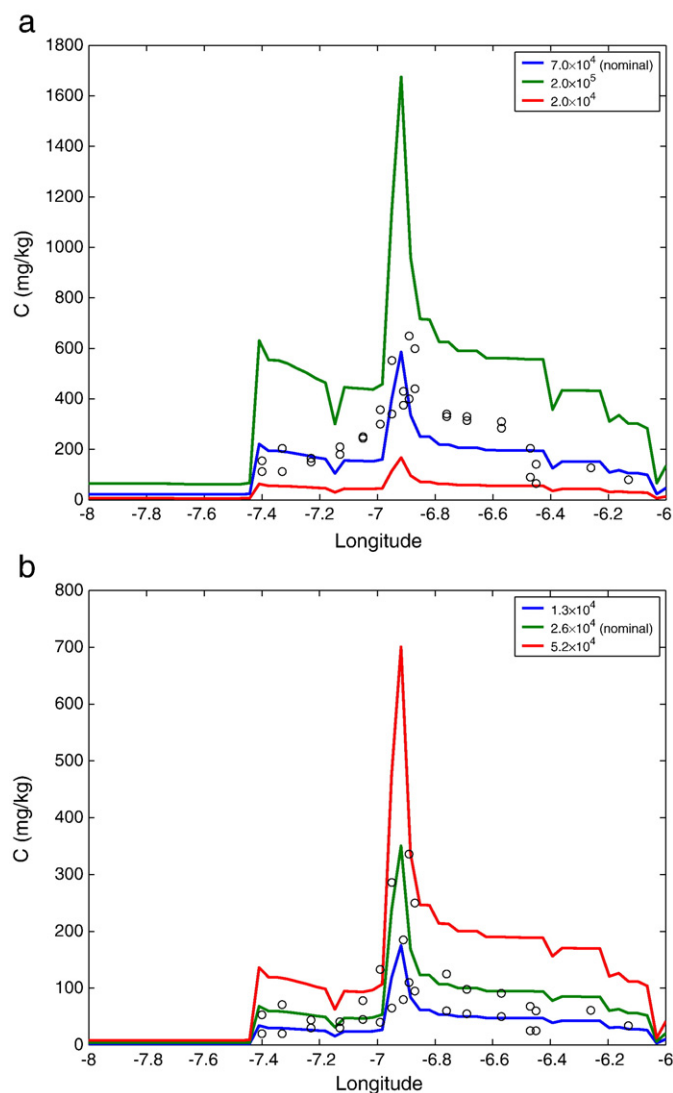 a
1800
1600
1400
1200
1000
800
600
400
200
0
C (mg/kg)
7.0×10⁴ (nominal)
2.0×10⁵
2.0×10⁴
-8 -7.8 -7.6 -7.4 -7.2 -7 -6.8 -6.6 -6.4 -6.2 -6
Longitude
b
800
700
600
500
400
300
200
100
0
C (mg/kg)
1.3×10⁴
2.6×10⁴ (nominal)
5.2×10⁴
-8 -7.8 -7.6 -7.4 -7.2 -7 -6.8 -6.6 -6.4 -6.2 -6
Longitude